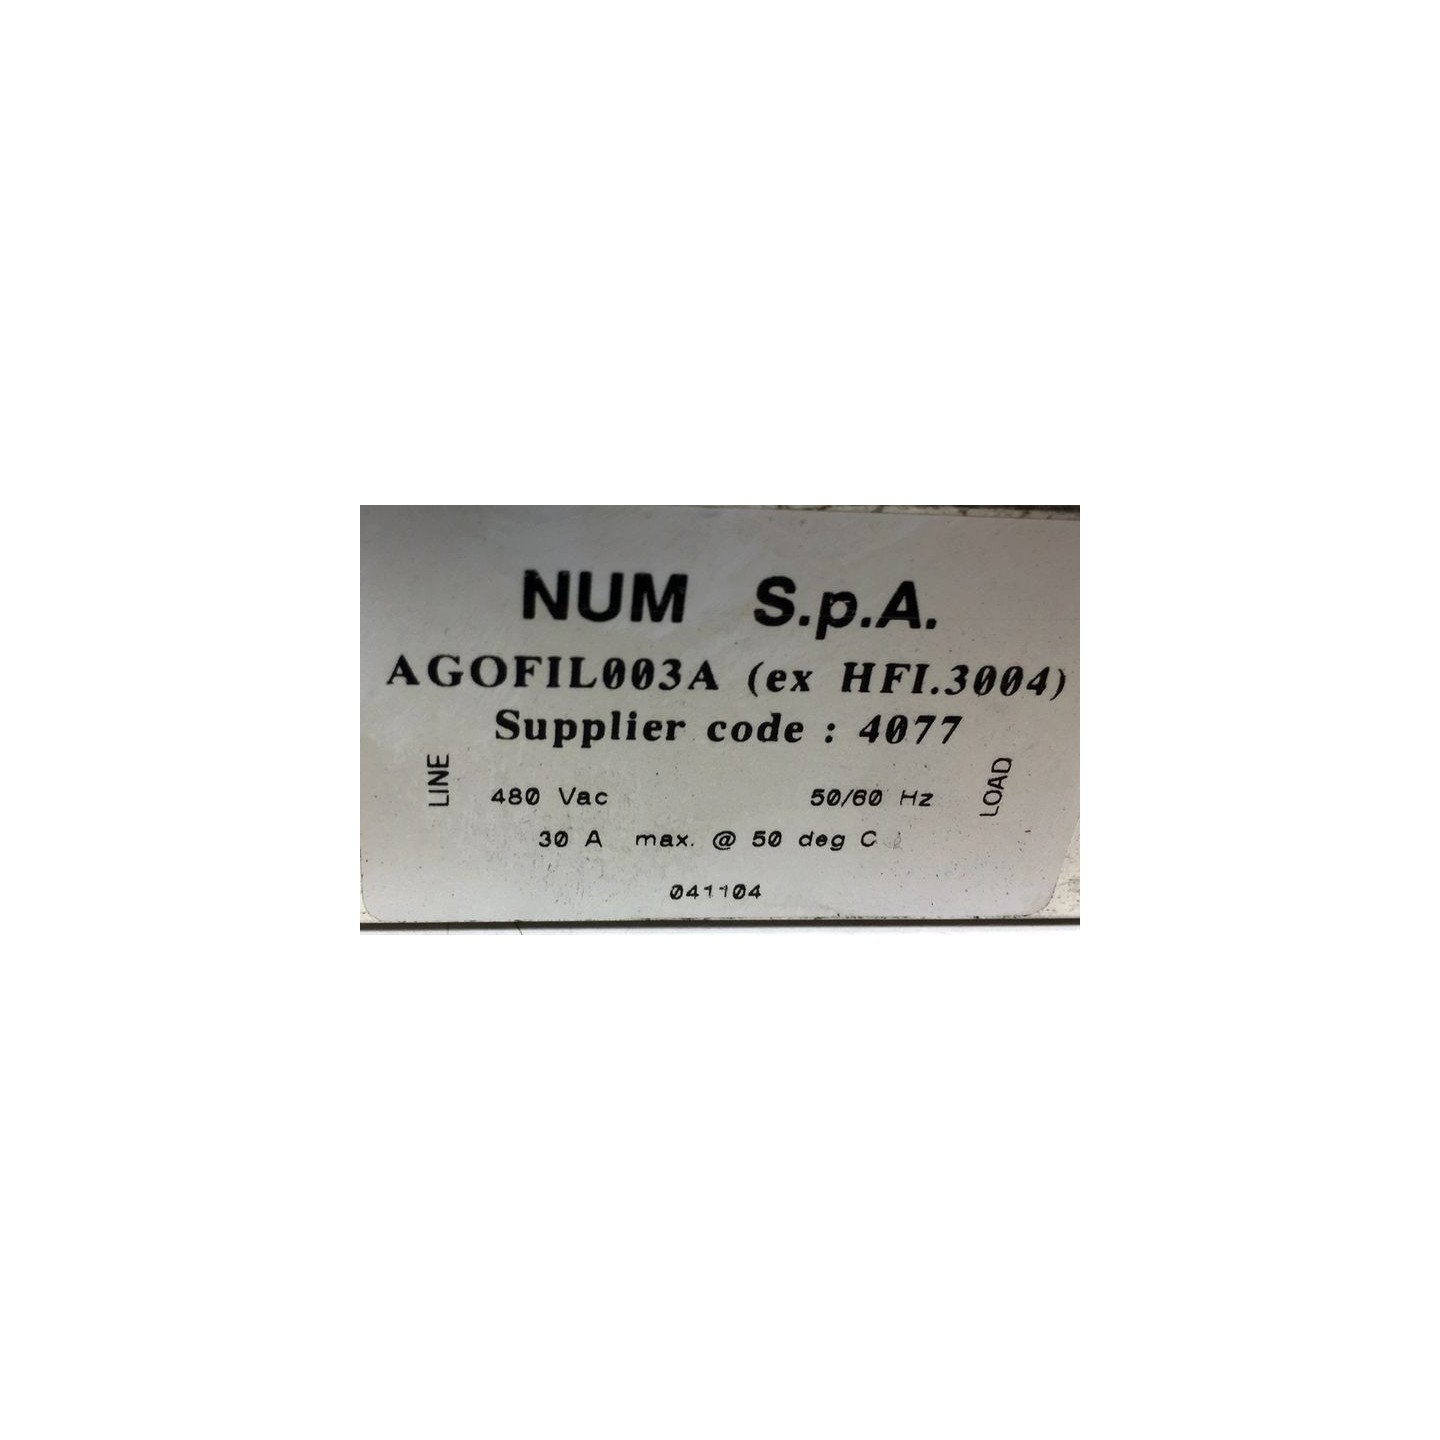 NUM S.p.A.
AGOFIL003A (ex HFI.3004)
Supplier code : 4077
LINE
480 Vac 50/60 Hz
LOAD
30 A max. @ 50 deg C
041104